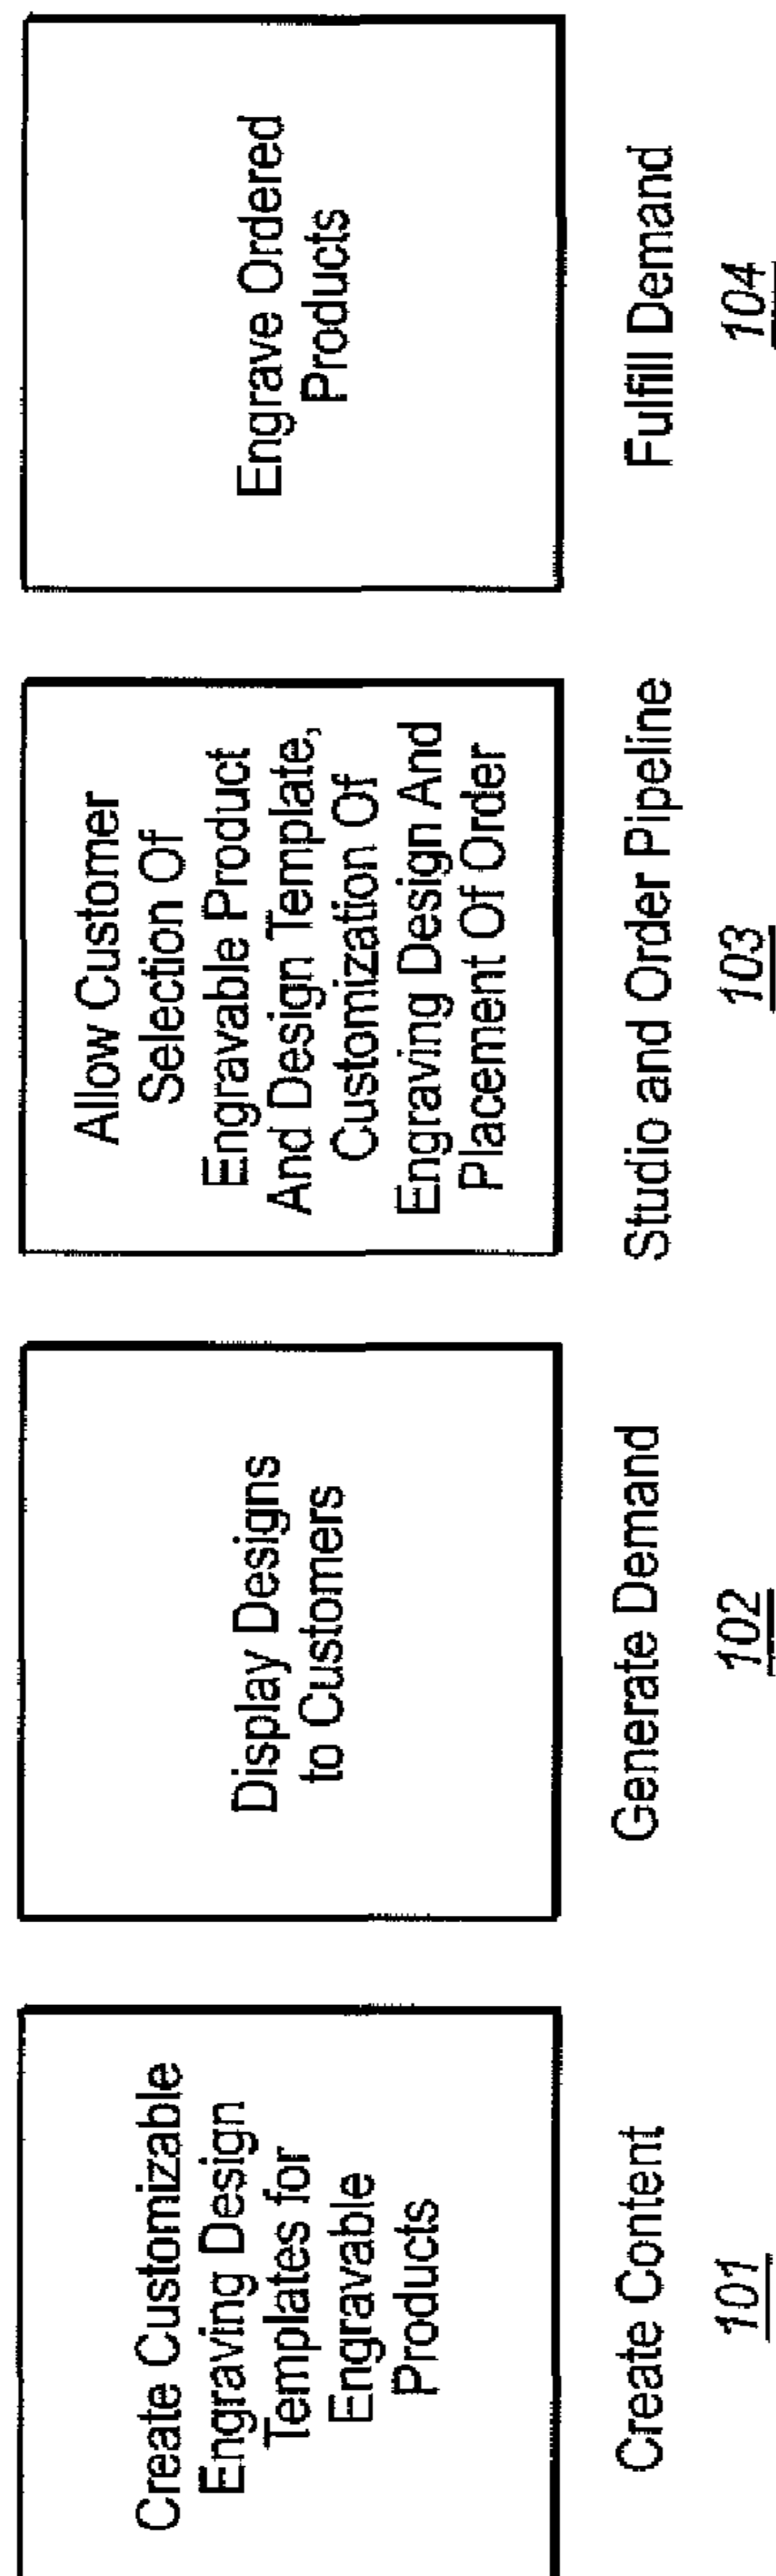 Create Customizable
Engraving Design
Templates for
Engravable
Products
Create Content
101
Display Designs
to Customers
Generate Demand
102
Allow Customer
Selection Of
Engravable Product
And Design Template,
Customization Of
Engraving Design And
Placement Of Order
Studio and Order Pipeline
103
Engrave Ordered
Products
Fulfill Demand
104